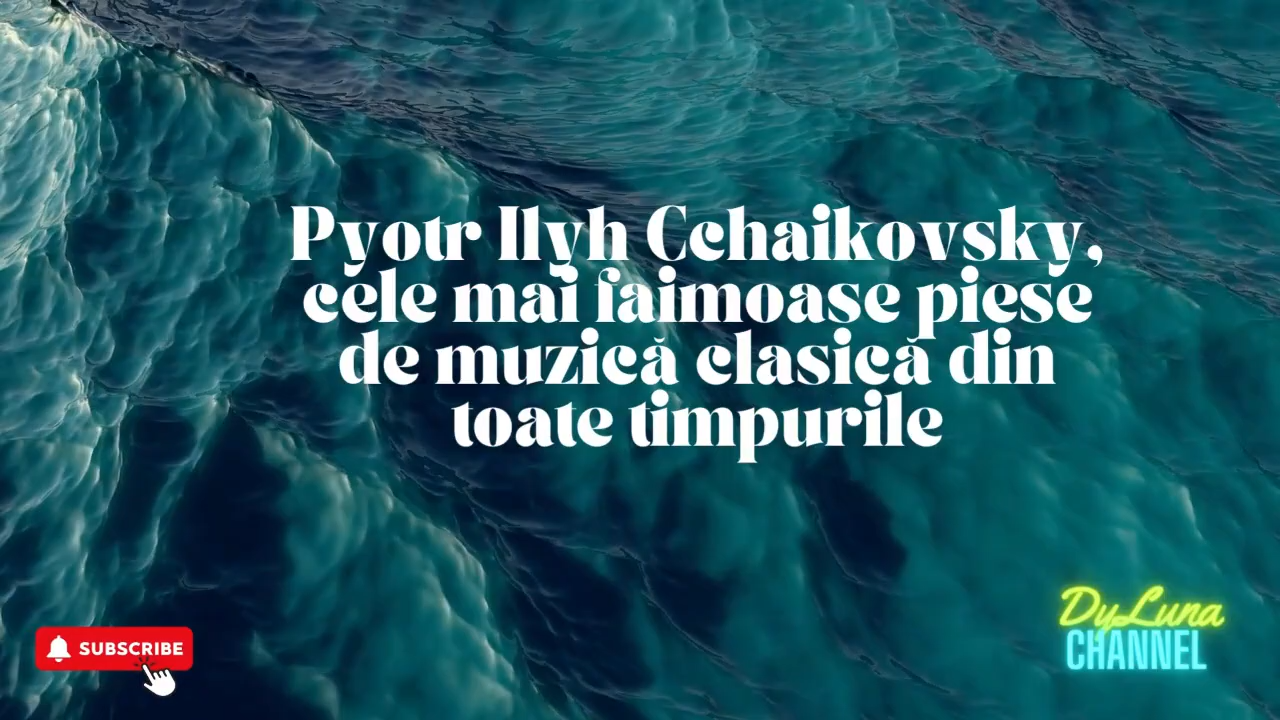 Pyotr Ilyh Cchaikovsky,
cele mai faimoase piese
de muzică clasică din
toate timpurile
SUBSCRIBE
DyLuna
CHANNEL